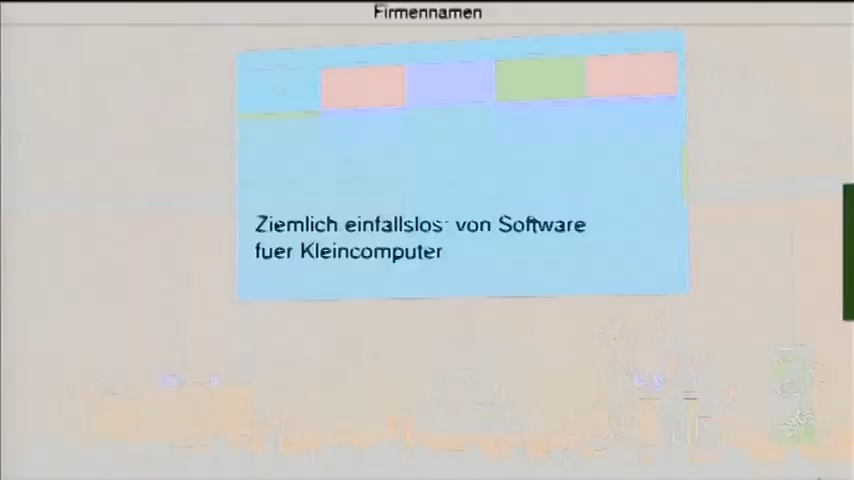 Firmennamen
Ziemlich einfallslos: von Software
fuer Kleincomputer